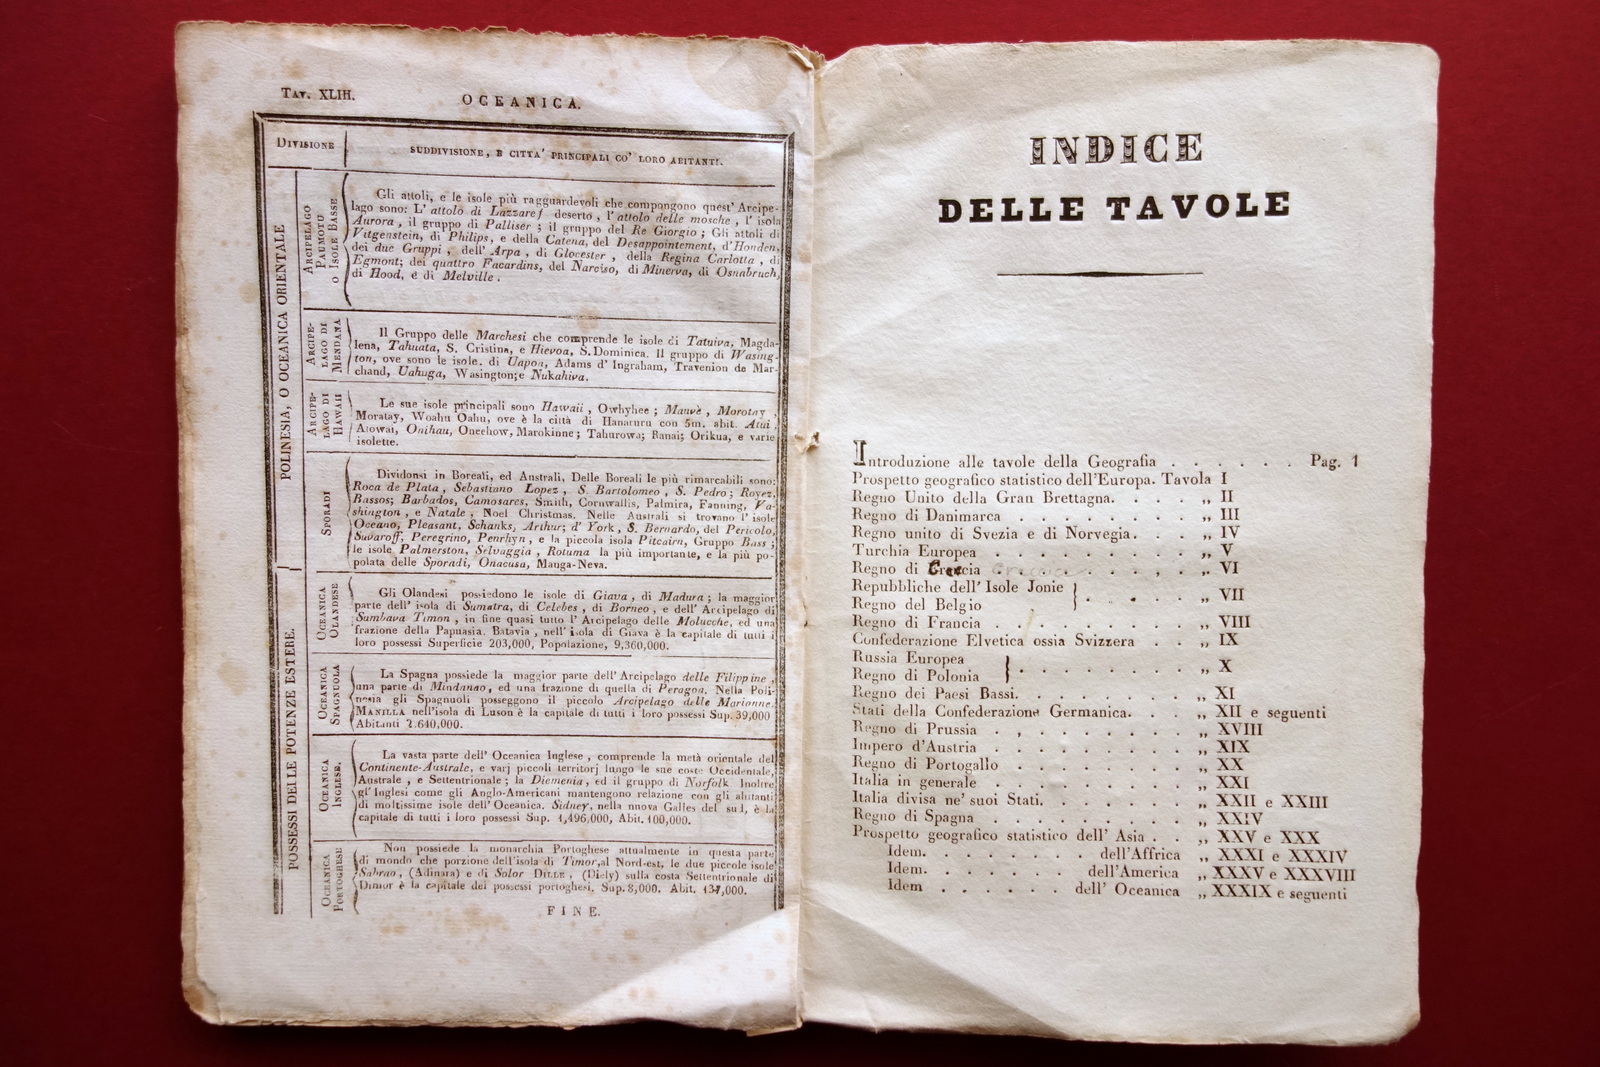 Tav. XLIII.
OCEANICA.
Divisione
SUDDIVISIONE, E CITTA' PRINCIPALI CO' LORO ABITANTI.
POLINESIA, O OCEANICA ORIENTALE
Arcipelago
Paumotu
o Isole Basse
Gli attoli, e le isole più ragguardevoli che compongono quest' Arcipe-
lago sono: L' attolo di Lazzaref deserto, l'attolo delle mosche, l' isola
Aurora, il gruppo di Palliser; il gruppo del Re Giorgio; Gli attoli di
Vitgenstein, di Philips, e della Catena, del Desappointement, d'Honden,
dei due Gruppi, dell' Arpa, di Glocester, della Regina Carlotta, di
Egmont; dei quattro Facardins, del Narciso, di Minerva, di Osnabruch,
di Hood, e di Melville.
Arcipe-
lago di
Mendana
Il Gruppo delle Marchesi che comprende le isole di Tatuiva, Magda-
lena, Tahuata, S. Cristina, e Hievoa, S. Dominica. Il gruppo di Wasing-
ton, ove sono le isole. di Uapoa, Adams d' Ingraham, Travenion de Mar-
chand, Uahuga, Wasington; e Nukahiva.
Arcipe-
lago di
Hawaii
Le sue isole principali sono Hawaii, Owhyhee; Mauvè, Morotay,
Moratay, Woahu Oahu, ove è la città di Hanaruru con 5m. abit. Atui,
Atowai, Onihau, Oneehow, Marokinne; Tahurowa; Ranai; Orikua, e varie
isolette.
Sporadi
Dividonsi in Boreali, ed Australi. Delle Boreali le più rimarcabili sono:
Roca de Plata, Sebastiano Lopez, S. Bartolomeo, S. Pedro; Royez,
Bassos; Barbados, Camosares, Smith, Cornwallis, Palmira, Fanning, Va-
shington, e Natale, Noel Christmas. Nelle Australi si trovano l' isole
Oceano, Pleasant, Schanks, Arthur; d' York, S. Bernardo, del Pericolo,
Suvaroff, Peregrino, Penrhyn, e la piccola isola Pitcairn, Gruppo Bass;
le isole Palmerston, Selvaggia, Rotuma la più importante, e la più po-
polata delle Sporadi, Onacusa, Manga-Neva.
POSSESSI DELLE POTENZE ESTERE.
Oceanica
Olandese
Gli Olandesi possiedono le isole di Giava, di Madura; la maggior
parte dell' isola di Sumatra, di Celebes, di Borneo, e dell' Arcipelago di
Sumbava Timon, in fine quasi tutto l' Arcipelago delle Molucche, ed una
frazione della Papuasia. Batavia, nell' isola di Giava è la capitale di tutti i
loro possessi Superficie 203,000, Popolazione, 9,360,000.
Oceanica
Spagnuola
La Spagna possiede la maggior parte dell' Arcipelago delle Filippine,
una parte di Mindanao, ed una frazione di quella di Peragoa. Nella Poli-
nesia gli Spagnuoli posseggono il piccolo Arcipelago delle Marianne.
Manilla nell'isola di Luson è la capitale di tutti i loro possessi Sup. 39,000
Abitanti 2.640,000.
Oceanica
Inglese.
La vasta parte dell' Oceanica Inglese, comprende la metà orientale del
Continente-Australe, e varj piccoli territorj lungo le sue coste Occidentale,
Australe, e Settentrionale; la Diemenia, ed il gruppo di Norfolk Inoltre
gl' Inglesi come gli Anglo-Americani mantengono relazione con gli abitanti
di moltissime isole dell' Oceanica. Sidney, nella nuova Galles del sud, è la
capitale di tutti i loro possessi Sup. 1,496,000, Abit. 100,000.
Oceanica
Portoghese
Non possiede la monarchia Portoghese attualmente in questa parte
di mondo che porzione dell'isola di Timor, al Nord-est, le due piccole isole
Sabrao, (Adinara) e di Solor Dille, (Diely) sulla costa Settentrionale di
Dimor è la capitale dei possessi portoghesi. Sup. 8,000. Abit. 137,000.
FINE.
INDICE
DELLE TAVOLE
Introduzione alle tavole della Geografia . . . . . . Pag. 1
Prospetto geografico statistico dell'Europa. Tavola I
Regno Unito della Gran Brettagna. . . . „ II
Regno di Danimarca . . . . . . . . „ III
Regno unito di Svezia e di Norvegia. . . „ IV
Turchia Europea . . . . . . . . . „ V
Regno di Grecia . . . . . „ VI
Repubbliche dell' Isole Jonie
Regno del Belgio } . . . . „ VII
Regno di Francia . . . . . . . . . „ VIII
Confederazione Elvetica ossia Svizzera . . „ IX
Russia Europea
Regno di Polonia } . . . . . . . „ X
Regno dei Paesi Bassi. . . . . . . . „ XI
Stati della Confederazione Germanica. . . „ XII e seguenti
Regno di Prussia . . . . . . . . . „ XVIII
Impero d'Austria . . . . . . . . . „ XIX
Regno di Portogallo . . . . . . . . „ XX
Italia in generale . . . . . . . . . „ XXI
Italia divisa ne' suoi Stati. . . . . . . „ XXII e XXIII
Regno di Spagna . . . . . . . . . „ XXIV
Prospetto geografico statistico dell' Asia . . „ XXV e XXX
Idem. . . . . . . . dell'Affrica „ XXXI e XXXIV
Idem. . . . . . . . dell'America „ XXXV e XXXVIII
Idem . . . . . . dell' Oceanica „ XXXIX e seguenti